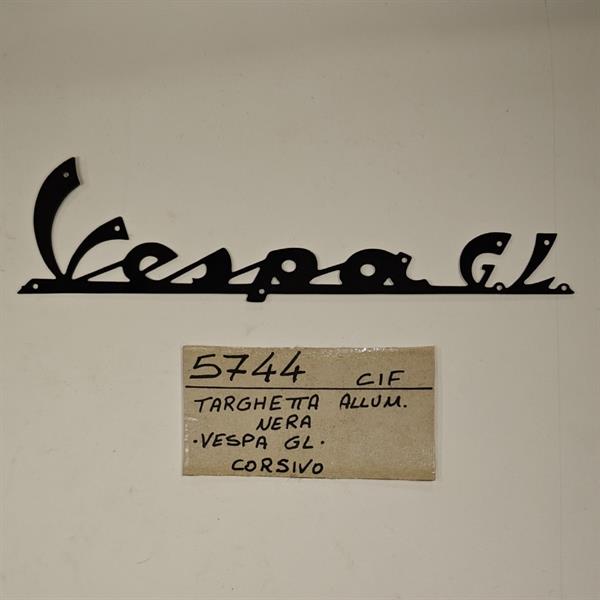 Vespa G.L.
5744 CIF
TARGHETTA ALLUM.
NERA
·VESPA GL·
CORSIVO